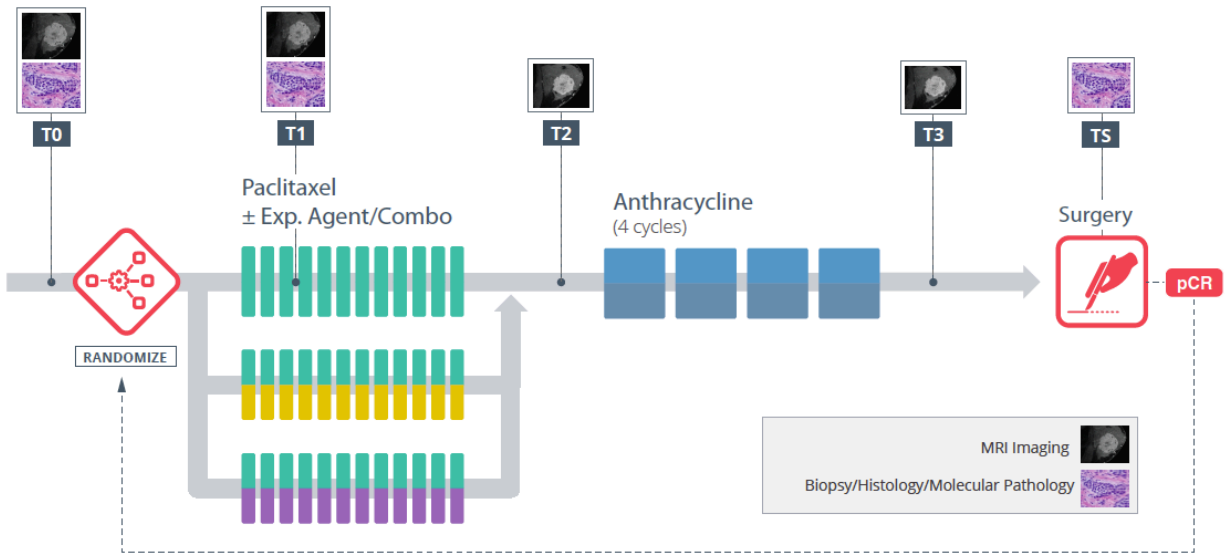 T0
T1
T2
T3
TS
Paclitaxel
± Exp. Agent/Combo
Anthracycline
(4 cycles)
Surgery
pCR
RANDOMIZE
MRI Imaging
Biopsy/Histology/Molecular Pathology